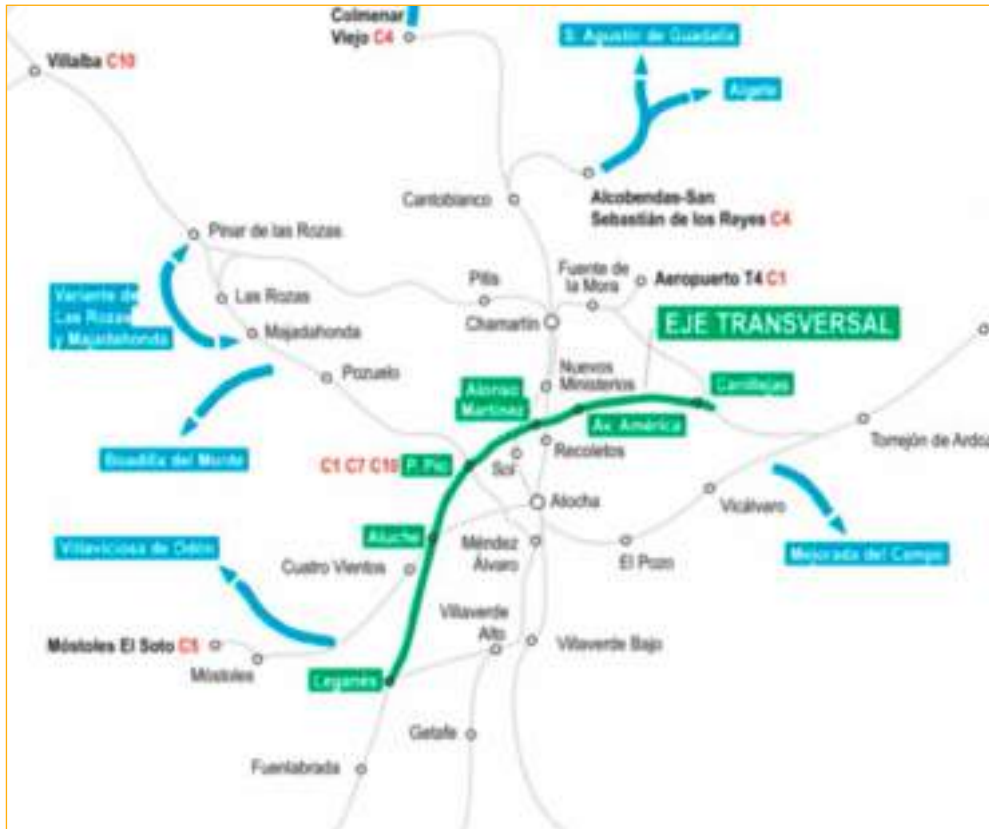 Colmenar
Viejo C4
S. Agustín de Guadalix
Villalba C10
Algete
Cantoblanco
Alcobendas-San
Sebastián de los Reyes C4
Pinar de las Rozas
Fuente de
la Mora
Aeropuerto T4 C1
Pitis
Variante de
Las Rozas
y Majadahonda
Las Rozas
Chamartín
EJE TRANSVERSAL
Majadahonda
Nuevos
Ministerios
Pozuelo
Alonso
Martínez
Canillejas
Av. América
Torrejón de Ardoz
Boadilla del Monte
Recoletos
C1 C7 C10 P. Pío
Sol
Atocha
Vicálvaro
Aluche
Villaviciosa de Odón
Méndez
Álvaro
El Pozo
Mejorada del Campo
Cuatro Vientos
Villaverde
Alto
Móstoles El Soto C5
Villaverde Bajo
Móstoles
Leganés
Getafe
Fuenlabrada